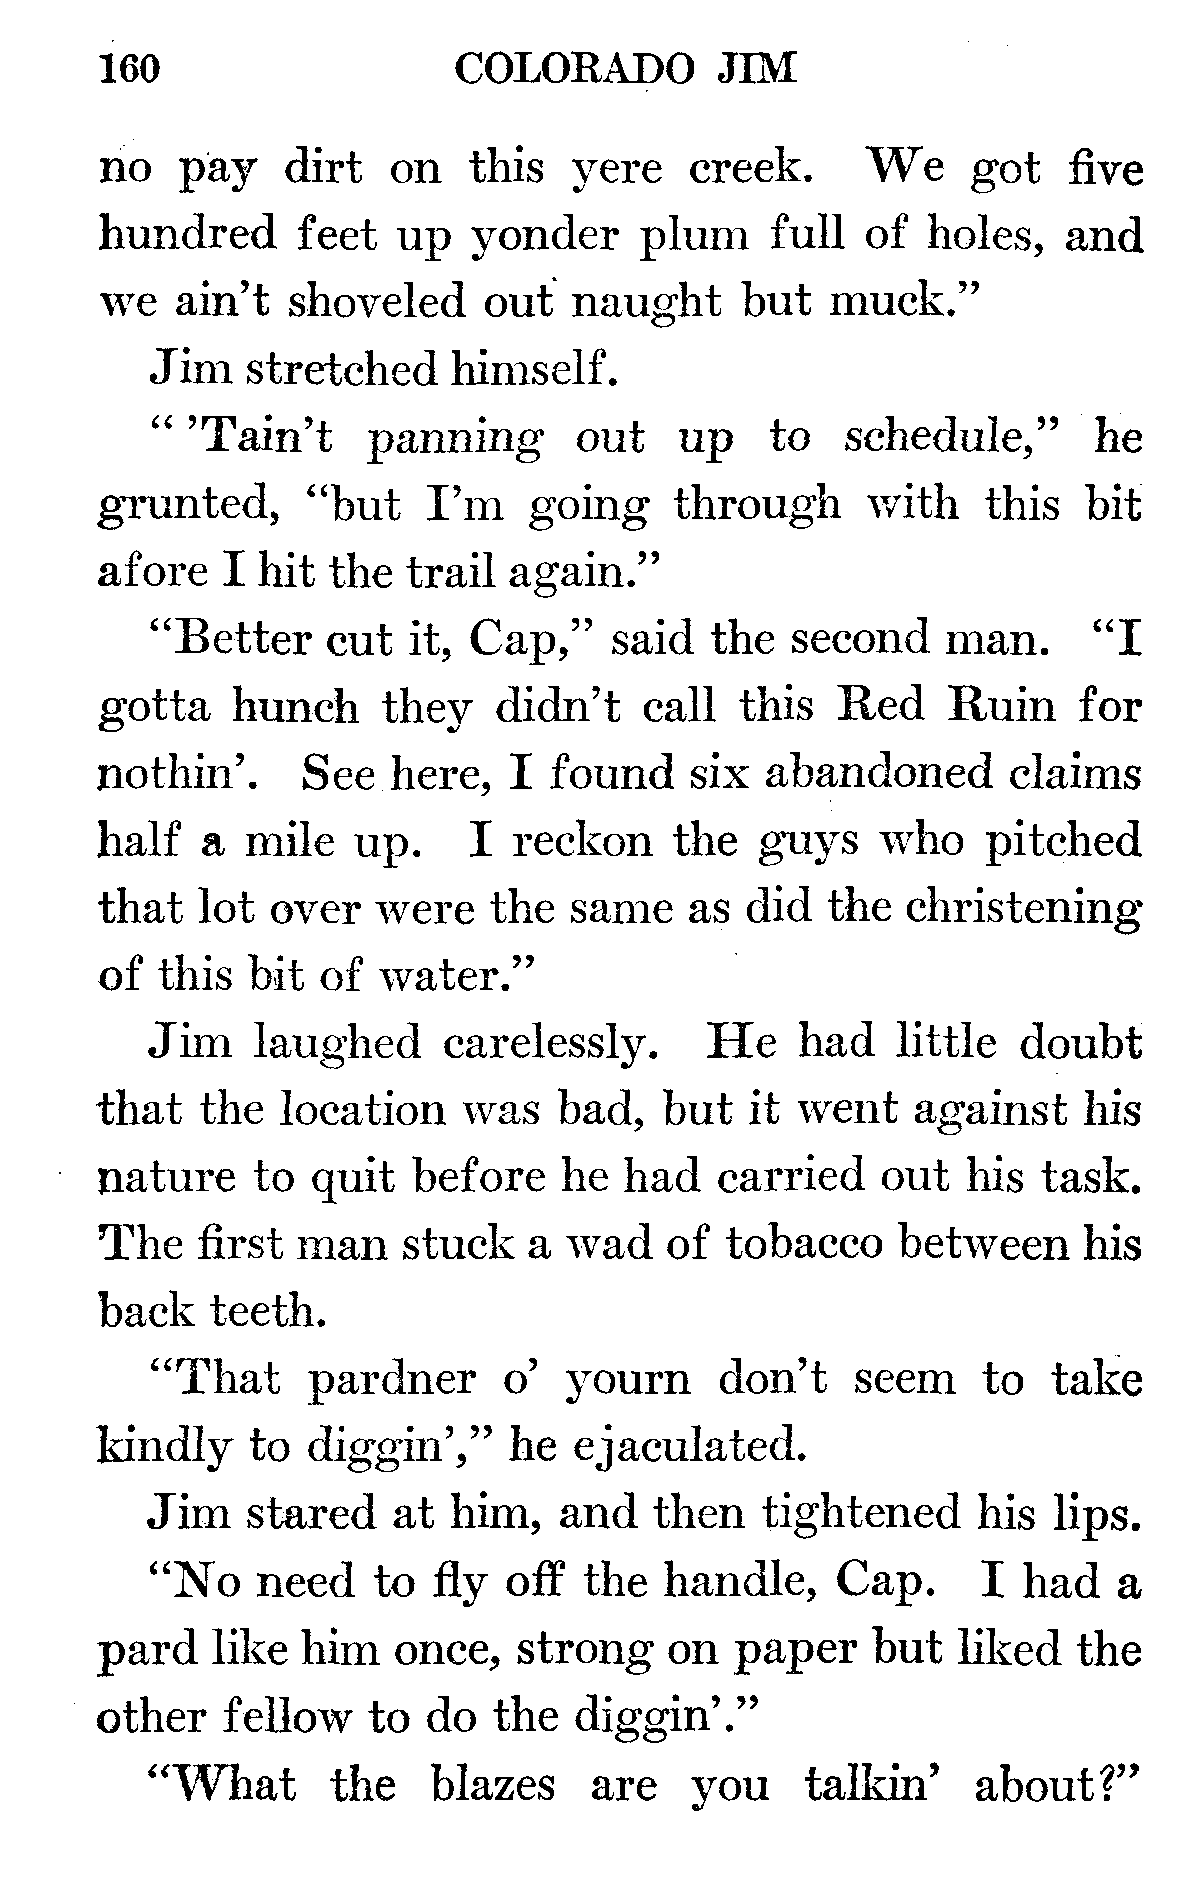 160 COLORADO JIM
no pay dirt on this yere creek. We got five
hundred feet up yonder plum full of holes, and
we ain't shoveled out naught but muck."
Jim stretched himself.
" 'Tain't panning out up to schedule," he
grunted, "but I'm going through with this bit
afore I hit the trail again."
"Better cut it, Cap," said the second man. "I
gotta hunch they didn't call this Red Ruin for
nothin'. See here, I found six abandoned claims
half a mile up. I reckon the guys who pitched
that lot over were the same as did the christening
of this bit of water."
Jim laughed carelessly. He had little doubt
that the location was bad, but it went against his
nature to quit before he had carried out his task.
The first man stuck a wad of tobacco between his
back teeth.
"That pardner o' yourn don't seem to take
kindly to diggin'," he ejaculated.
Jim stared at him, and then tightened his lips.
"No need to fly off the handle, Cap. I had a
pard like him once, strong on paper but liked the
other fellow to do the diggin'."
"What the blazes are you talkin' about?"